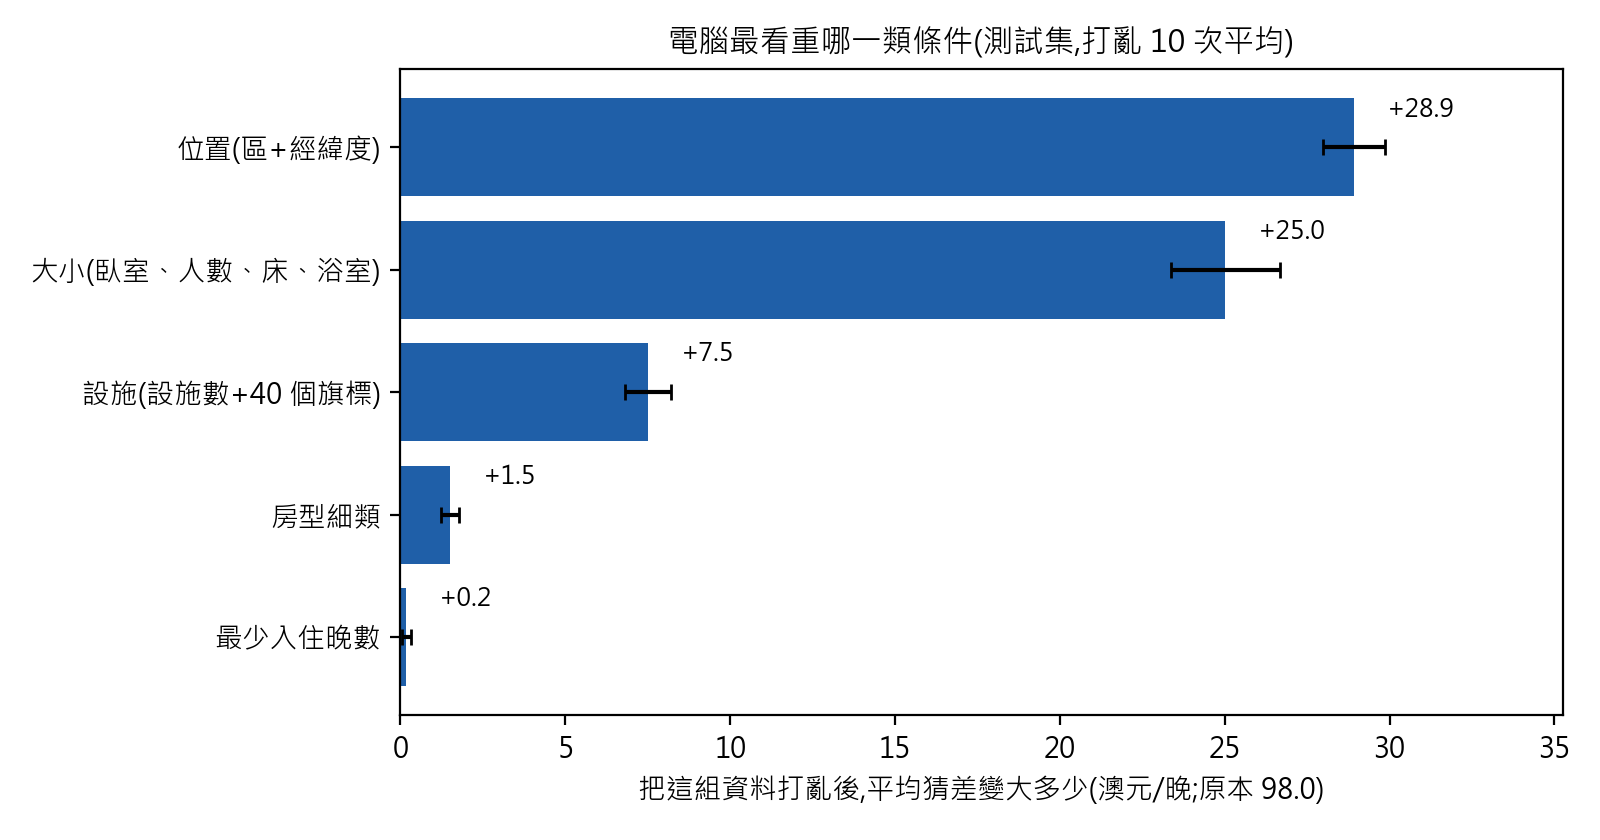 電腦最看重哪一類條件(測試集,打亂 10 次平均)
位置(區+經緯度)
+28.9
大小(臥室、人數、床、浴室)
+25.0
設施(設施數+40 個旗標)
+7.5
房型細類
+1.5
最少入住晚數
+0.2
0 5 10 15 20 25 30 35
把這組資料打亂後,平均猜差變大多少(澳元/晚;原本 98.0)